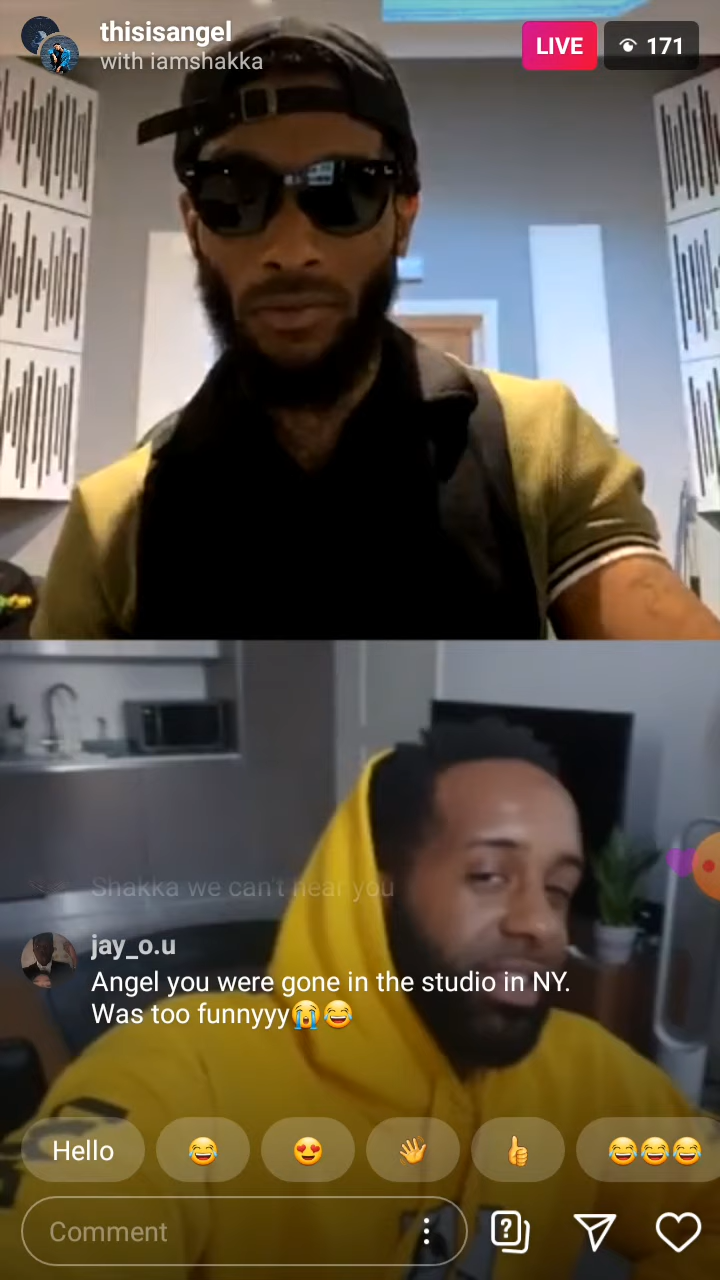 thisisangel
with iamshakka
LIVE
171
Shakka we can't hear you
jay_o.u
Angel you were gone in the studio in NY.
Was too funnyyy😭😂
Hello
😂
😍
👋
👍
😂😂😂
Comment